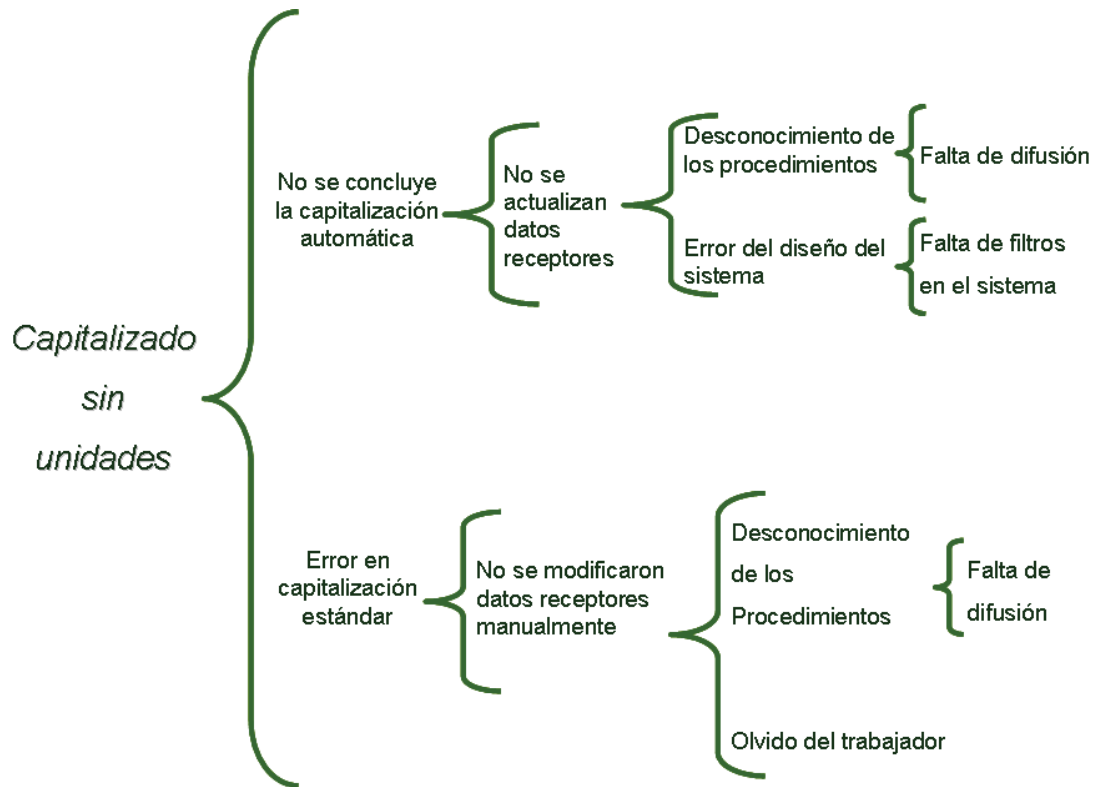 Capitalizado
sin
unidades
No se concluye
la capitalización
automática
No se
actualizan
datos
receptores
Desconocimiento de
los procedimientos
Falta de difusión
Error del diseño del
sistema
Falta de filtros
en el sistema
Error en
capitalización
estándar
No se modificaron
datos receptores
manualmente
Desconocimiento
de los
Procedimientos
Falta de
difusión
Olvido del trabajador